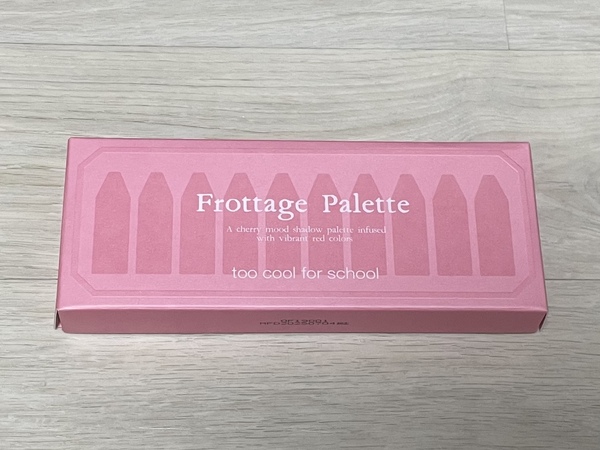 Frottage Palette
A cherry mood shadow palette infused
with vibrant red colors
too cool for school